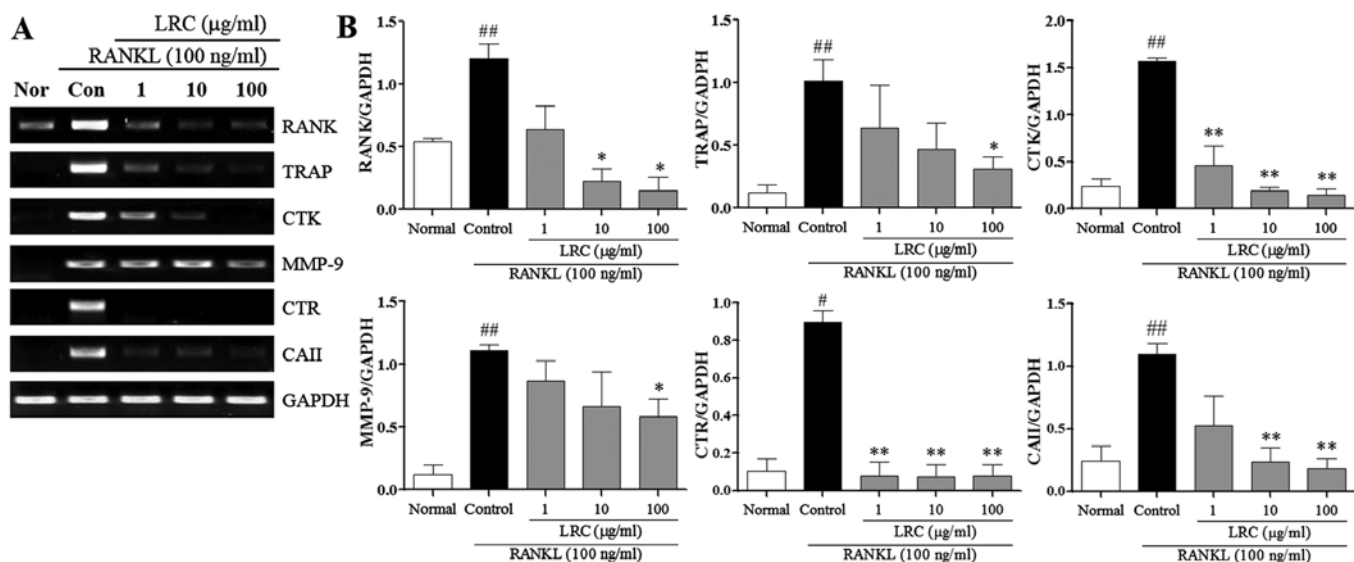 A
LRC (µg/ml)
RANKL (100 ng/ml)
Nor Con 1 10 100
RANK
TRAP
CTK
MMP-9
CTR
CAII
GAPDH
B
RANK/GAPDH
1.5
1.0
0.5
0.0
##
*
*
Normal Control 1 10 100
LRC (µg/ml)
RANKL (100 ng/ml)
TRAP/GADPH
1.5
1.0
0.5
0.0
##
*
Normal Control 1 10 100
LRC (µg/ml)
RANKL (100 ng/ml)
CTK/GAPDH
2.0
1.5
1.0
0.5
0.0
##
**
**
**
Normal Control 1 10 100
LRC (µg/ml)
RANKL (100 ng/ml)
MMP-9/GAPDH
1.5
1.0
0.5
0.0
##
*
Normal Control 1 10 100
LRC (µg/ml)
RANKL (100 ng/ml)
CTR/GAPDH
1.0
0.8
0.6
0.4
0.2
0.0
#
** ** **
Normal Control 1 10 100
LRC (µg/ml)
RANKL (100 ng/ml)
CAII/GAPDH
1.5
1.0
0.5
0.0
##
**
**
Normal Control 1 10 100
LRC (µg/ml)
RANKL (100 ng/ml)